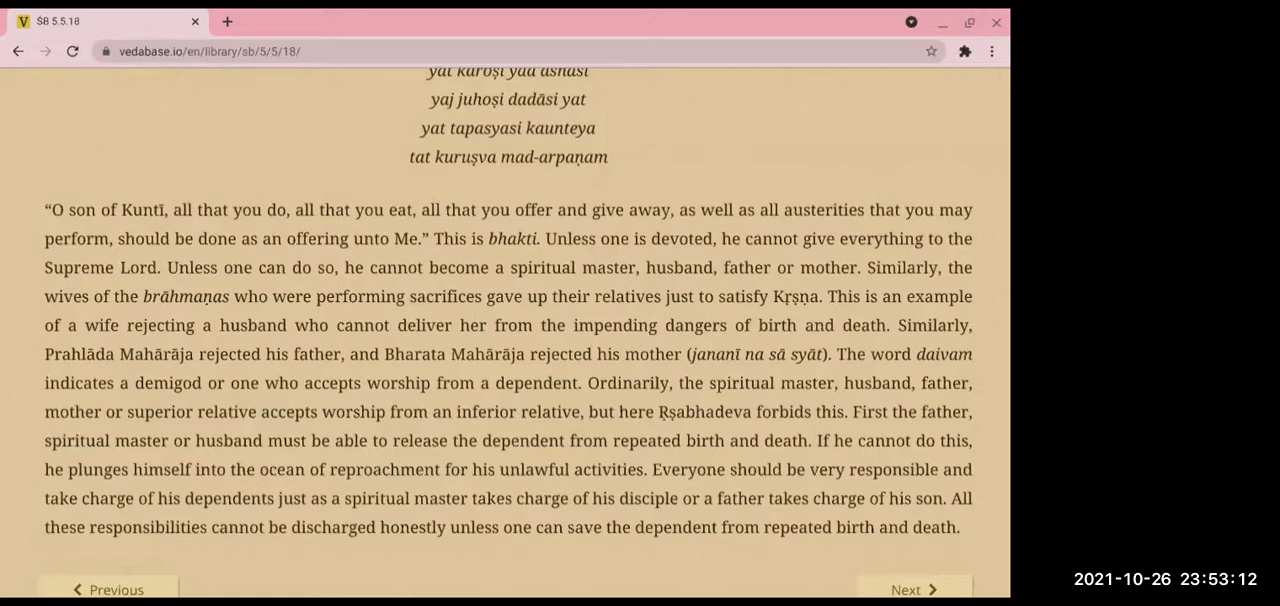 V SB 5.5.18
vedabase.io/en/library/sb/5/5/18/
yat karoṣi yad aśnāsi
yaj juhoṣi dadāsi yat
yat tapasyasi kaunteya
tat kuruṣva mad-arpaṇam
“O son of Kuntī, all that you do, all that you eat, all that you offer and give away, as well as all austerities that you may
perform, should be done as an offering unto Me.” This is bhakti. Unless one is devoted, he cannot give everything to the
Supreme Lord. Unless one can do so, he cannot become a spiritual master, husband, father or mother. Similarly, the
wives of the brāhmaṇas who were performing sacrifices gave up their relatives just to satisfy Kṛṣṇa. This is an example
of a wife rejecting a husband who cannot deliver her from the impending dangers of birth and death. Similarly,
Prahlāda Mahārāja rejected his father, and Bharata Mahārāja rejected his mother (jananī na sā syāt). The word daivam
indicates a demigod or one who accepts worship from a dependent. Ordinarily, the spiritual master, husband, father,
mother or superior relative accepts worship from an inferior relative, but here Ṛṣabhadeva forbids this. First the father,
spiritual master or husband must be able to release the dependent from repeated birth and death. If he cannot do this,
he plunges himself into the ocean of reproachment for his unlawful activities. Everyone should be very responsible and
take charge of his dependents just as a spiritual master takes charge of his disciple or a father takes charge of his son. All
these responsibilities cannot be discharged honestly unless one can save the dependent from repeated birth and death.
Previous
Next
2021-10-26 23:53:12